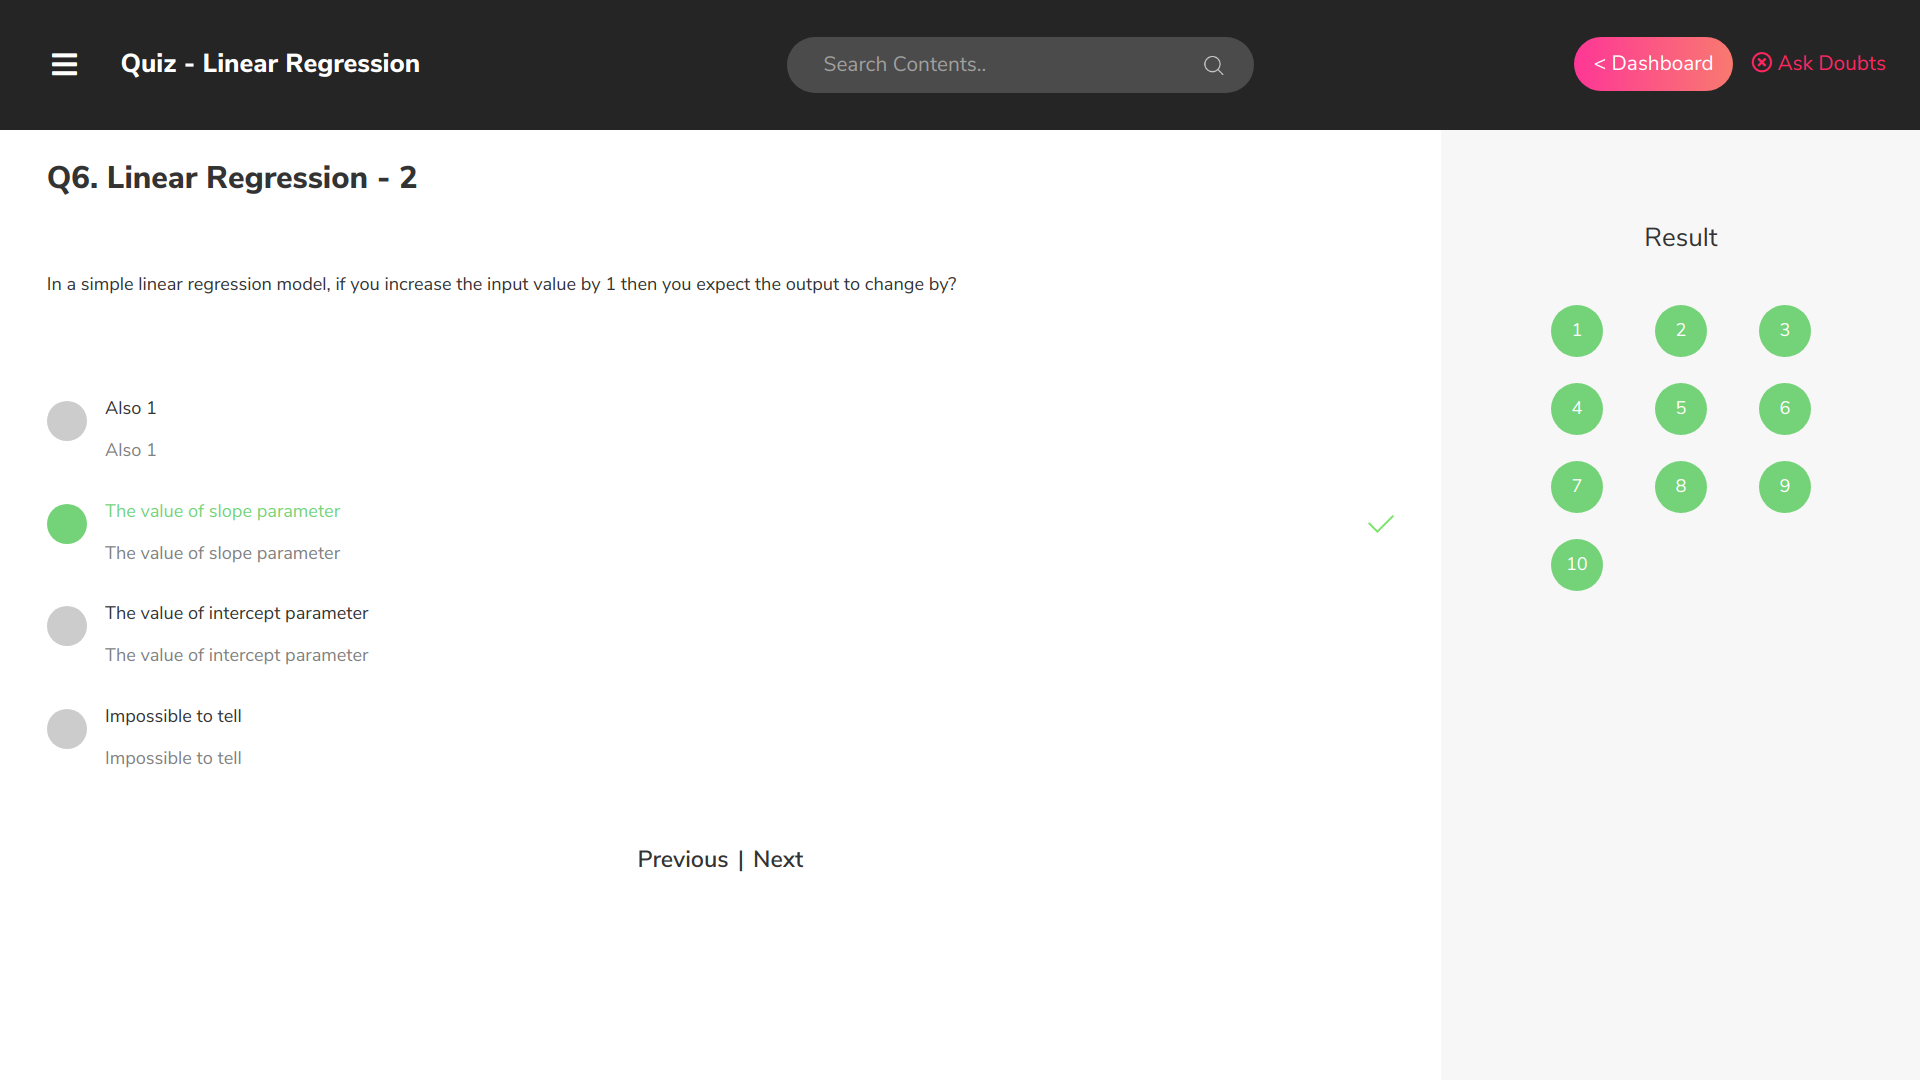 Quiz - Linear Regression
Search Contents..
< Dashboard
Ask Doubts
Q6. Linear Regression - 2
In a simple linear regression model, if you increase the input value by 1 then you expect the output to change by?
Also 1
Also 1
The value of slope parameter
The value of slope parameter
The value of intercept parameter
The value of intercept parameter
Impossible to tell
Impossible to tell
Previous | Next
Result
1 2 3
4 5 6
7 8 9
10